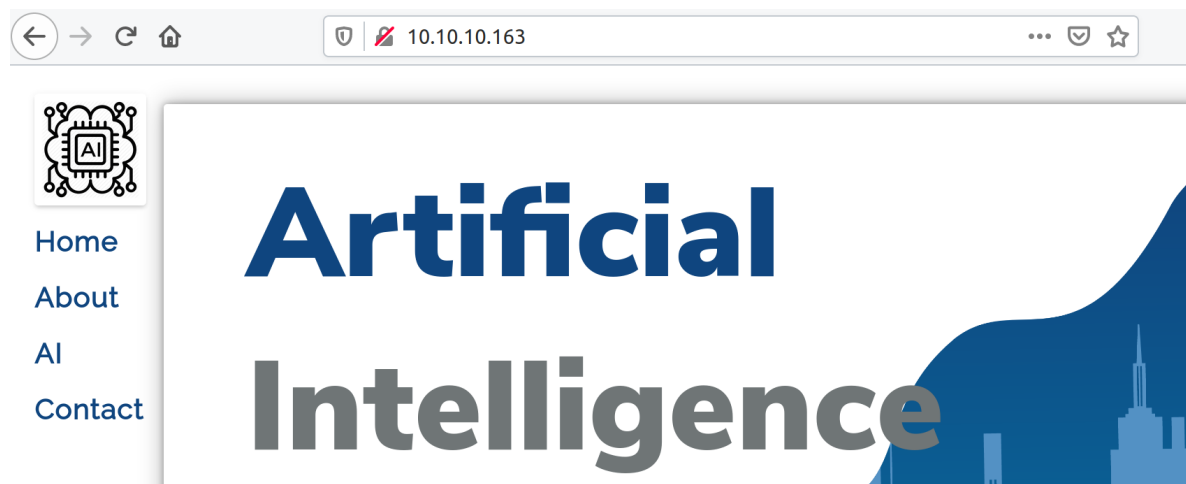 10.10.10.163
AI
Home
About
AI
Contact
Artificial
Intelligence